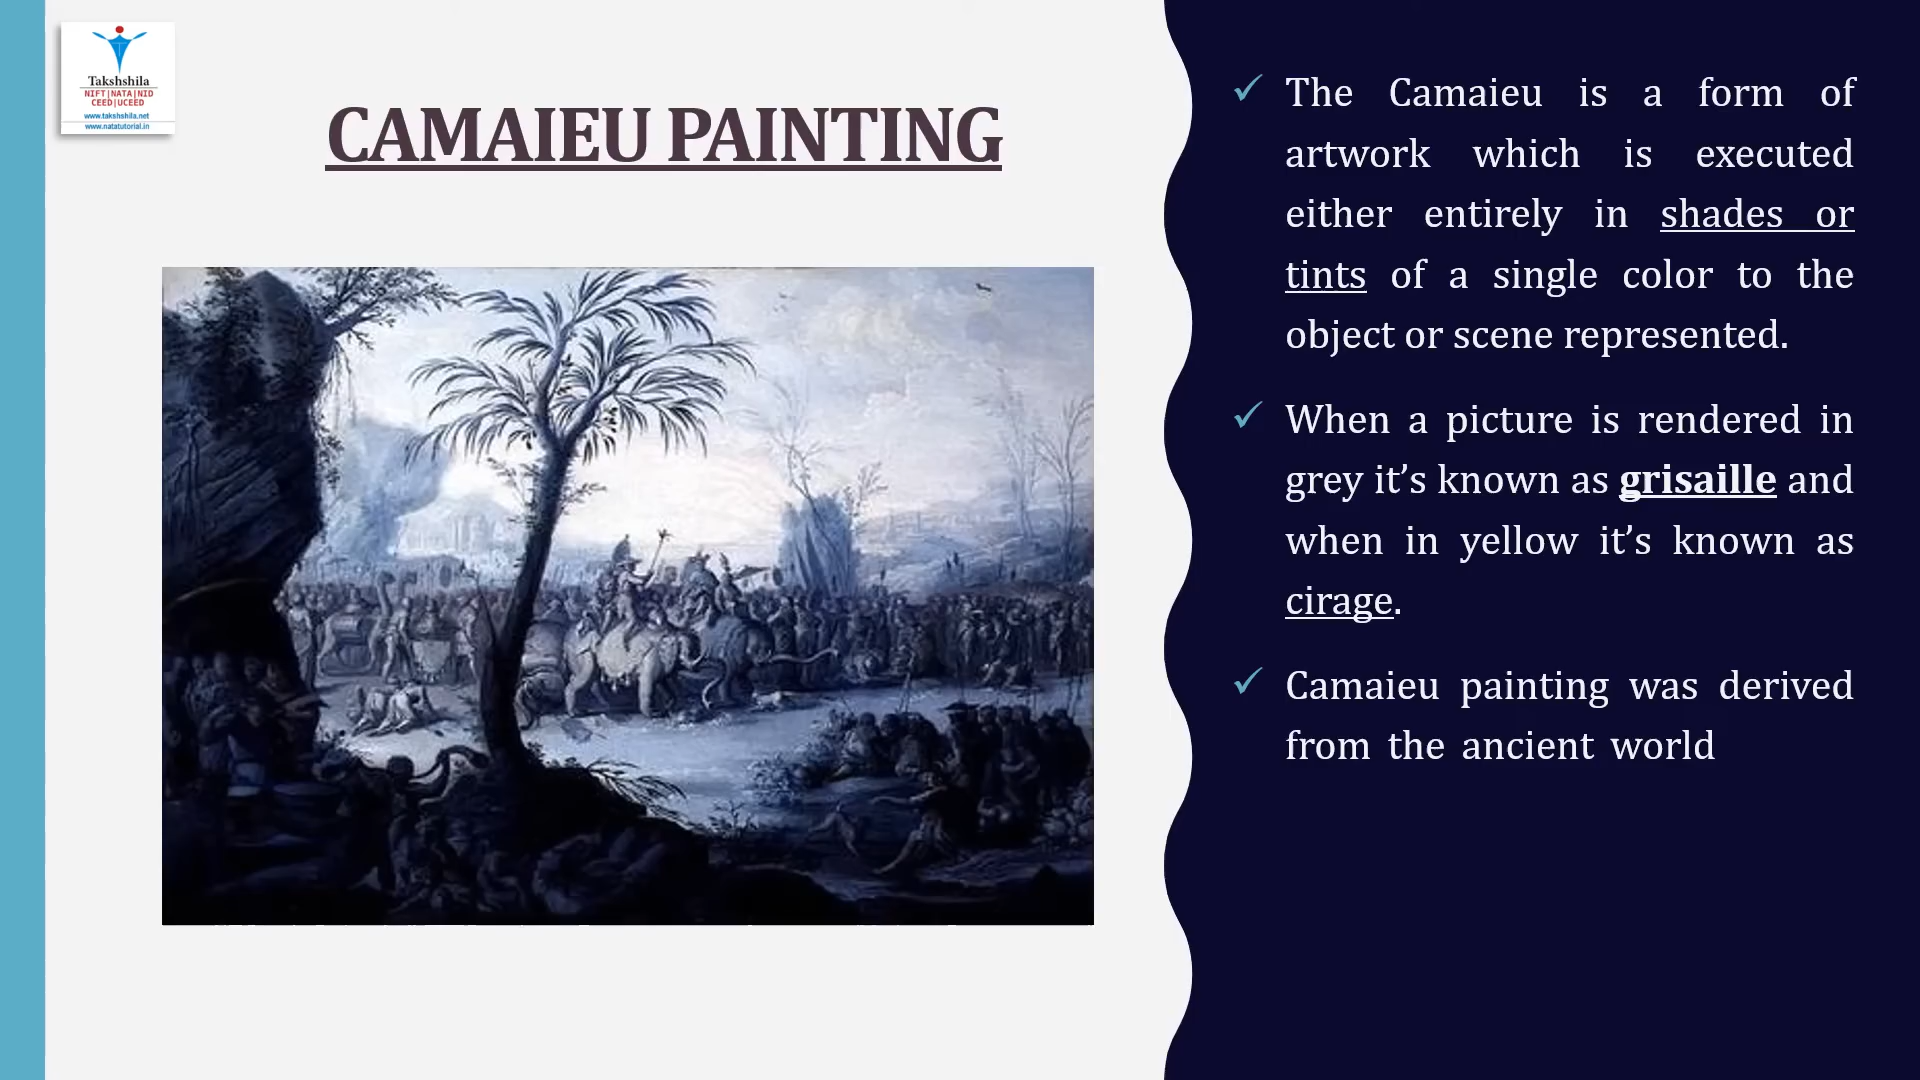 Takshshila
NIFT|NATA|NID
CEED|UCEED
www.takshshila.net
www.natatutorial.in
CAMAIEU PAINTING
The Camaieu is a form of
artwork which is executed
either entirely in shades or
tints of a single color to the
object or scene represented.
When a picture is rendered in
grey it’s known as grisaille and
when in yellow it’s known as
cirage.
Camaieu painting was derived
from the ancient world